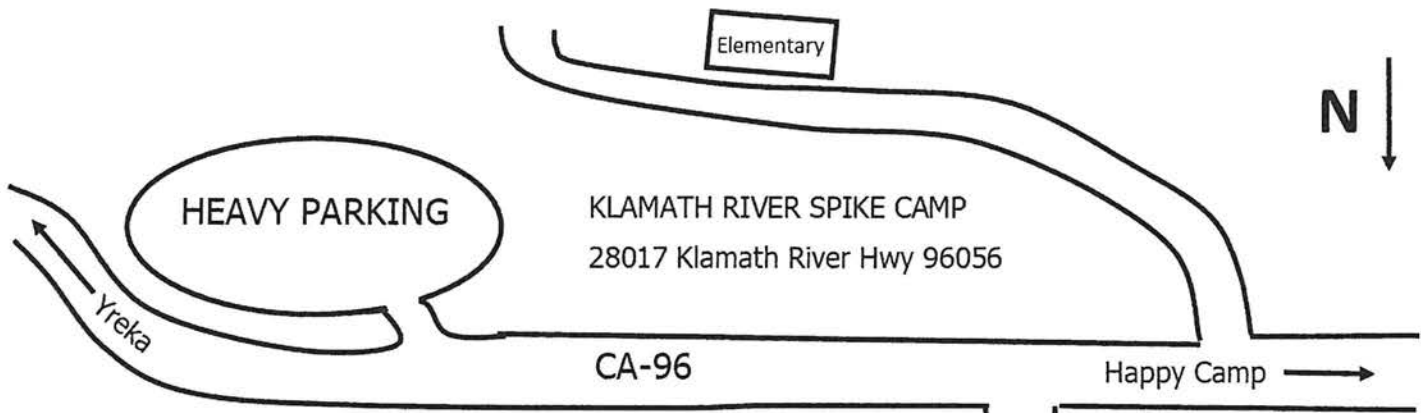 Elementary
N
HEAVY PARKING
KLAMATH RIVER SPIKE CAMP
28017 Klamath River Hwy 96056
Yreka
CA-96
Happy Camp